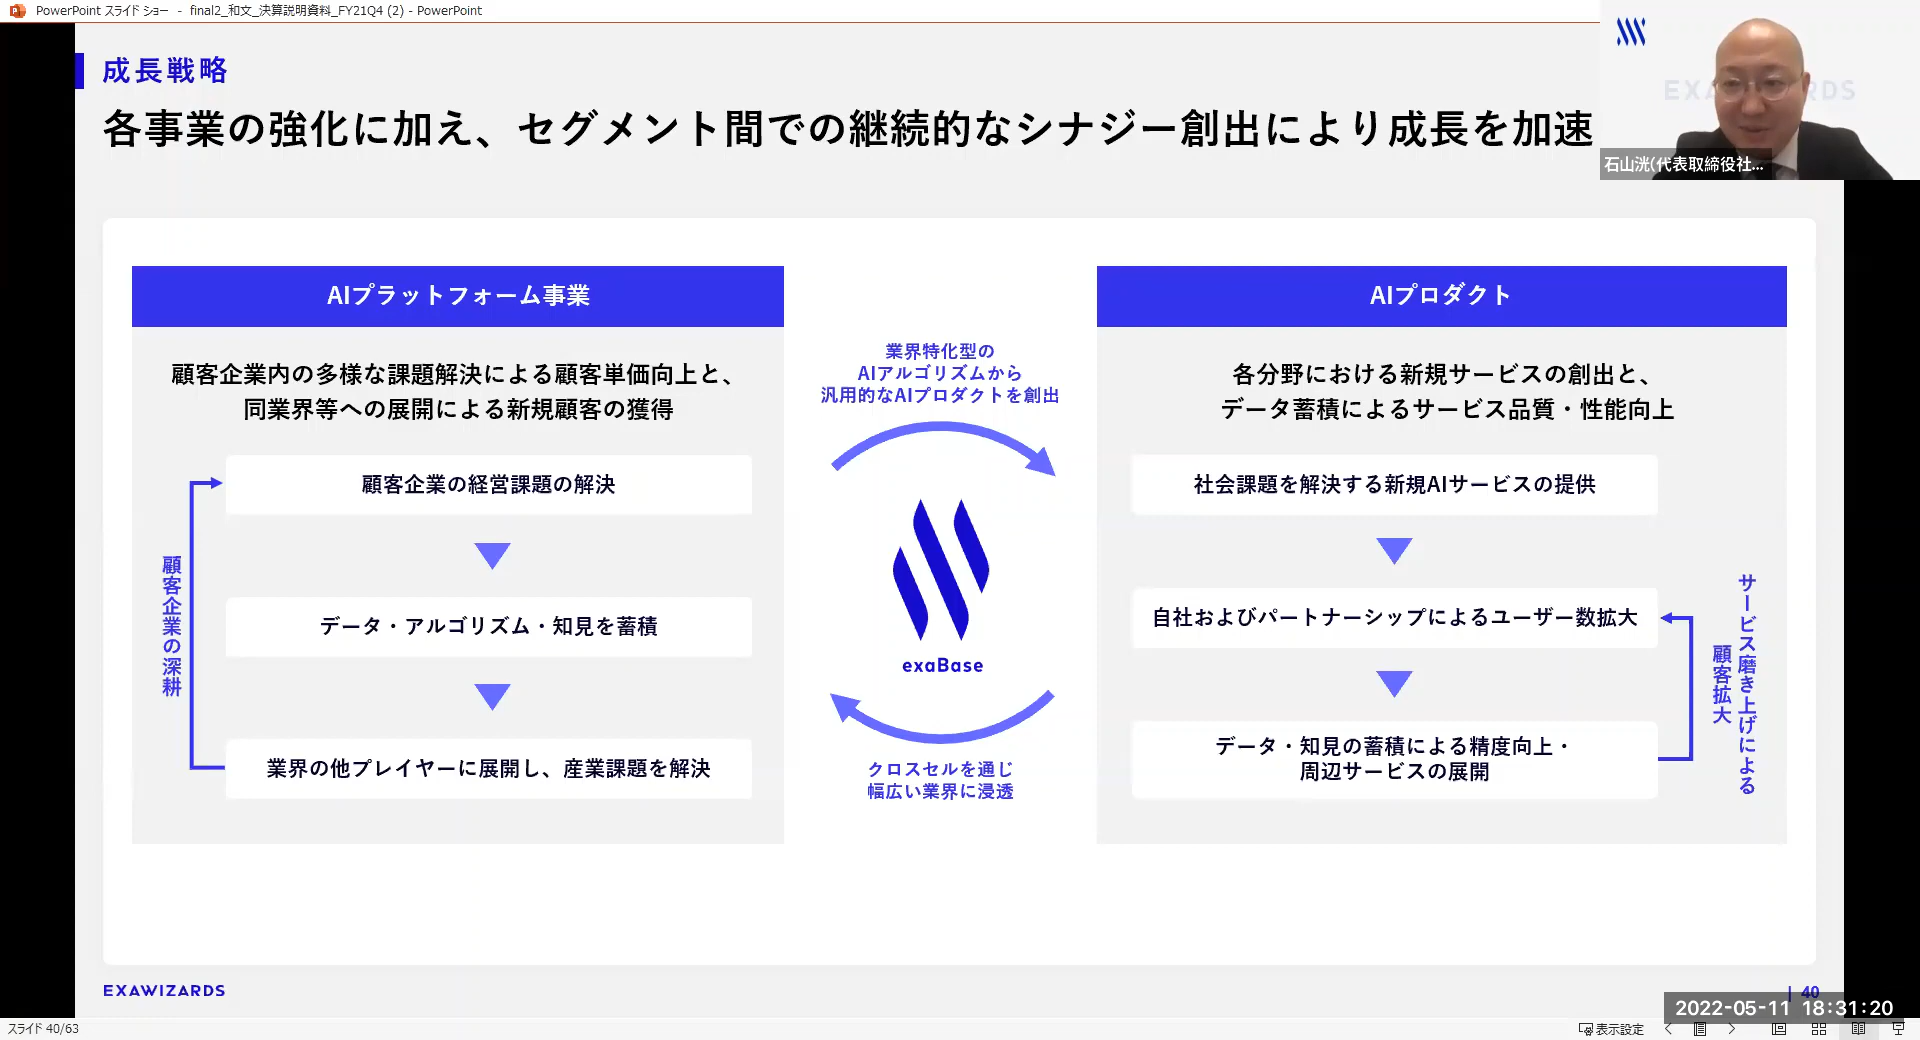 PowerPoint スライド ショー - final2_和文_決算説明資料_FY21Q4 (2) - PowerPoint
成長戦略
各事業の強化に加え、セグメント間での継続的なシナジー創出により成長を加速
石山洸(代表取締役社...
AIプラットフォーム事業
顧客企業内の多様な課題解決による顧客単価向上と、
同業界等への展開による新規顧客の獲得
顧客企業の経営課題の解決
データ・アルゴリズム・知見を蓄積
業界の他プレイヤーに展開し、産業課題を解決
顧客企業の深耕
業界特化型の
AIアルゴリズムから
汎用的なAIプロダクトを創出
exaBase
クロスセルを通じ
幅広い業界に浸透
AIプロダクト
各分野における新規サービスの創出と、
データ蓄積によるサービス品質・性能向上
社会課題を解決する新規AIサービスの提供
自社およびパートナーシップによるユーザー数拡大
データ・知見の蓄積による精度向上・
周辺サービスの展開
サービス磨き上げによる
顧客拡大
EXAWIZARDS
40
2022-05-11 18:31:20
スライド 40/63
表示設定